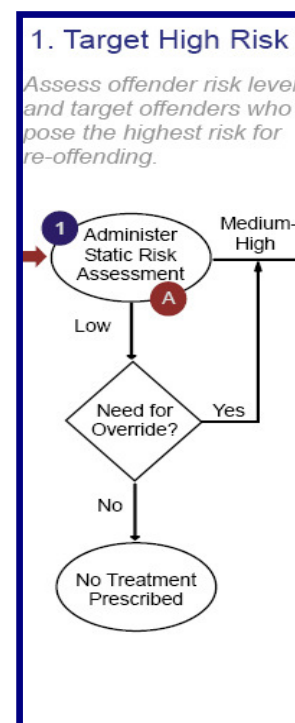 1. Target High Risk
Assess offender risk level
and target offenders who
pose the highest risk for
re-offending.
1
Administer
Static Risk
Assessment
A
Medium-
High
Low
Need for
Override?
Yes
No
No Treatment
Prescribed